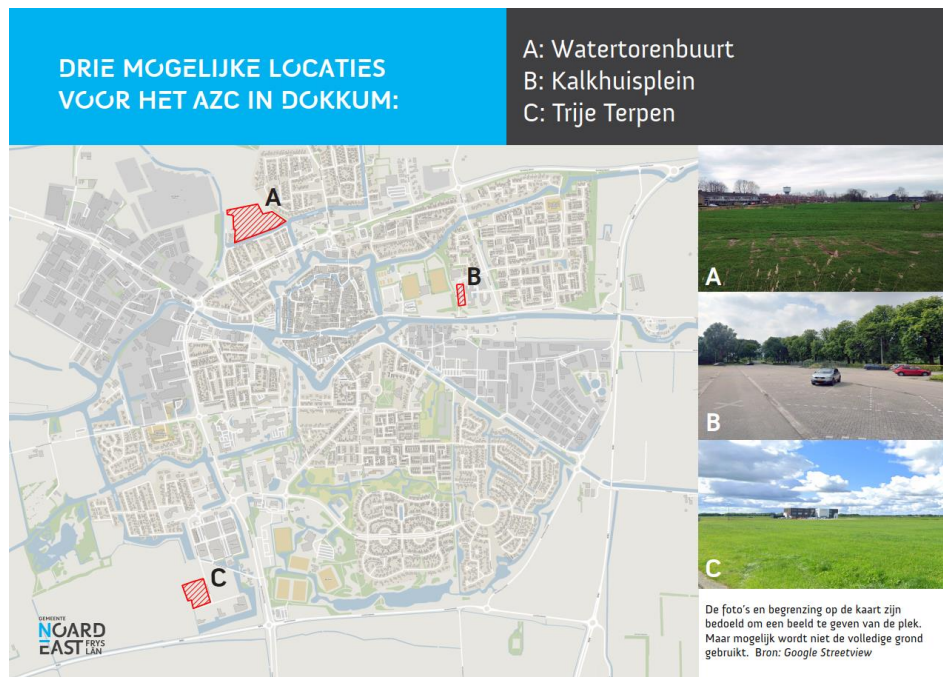 DRIE MOGELIJKE LOCATIES
VOOR HET AZC IN DOKKUM:
A: Watertorenbuurt
B: Kalkhuisplein
C: Trije Terpen
A
B
C
A
B
C
De foto's en begrenzing op de kaart zijn
bedoeld om een beeld te geven van de plek.
Maar mogelijk wordt niet de volledige grond
gebruikt. Bron: Google Streetview
GEMEENTE
NOARD
EAST FRYS
LÂN